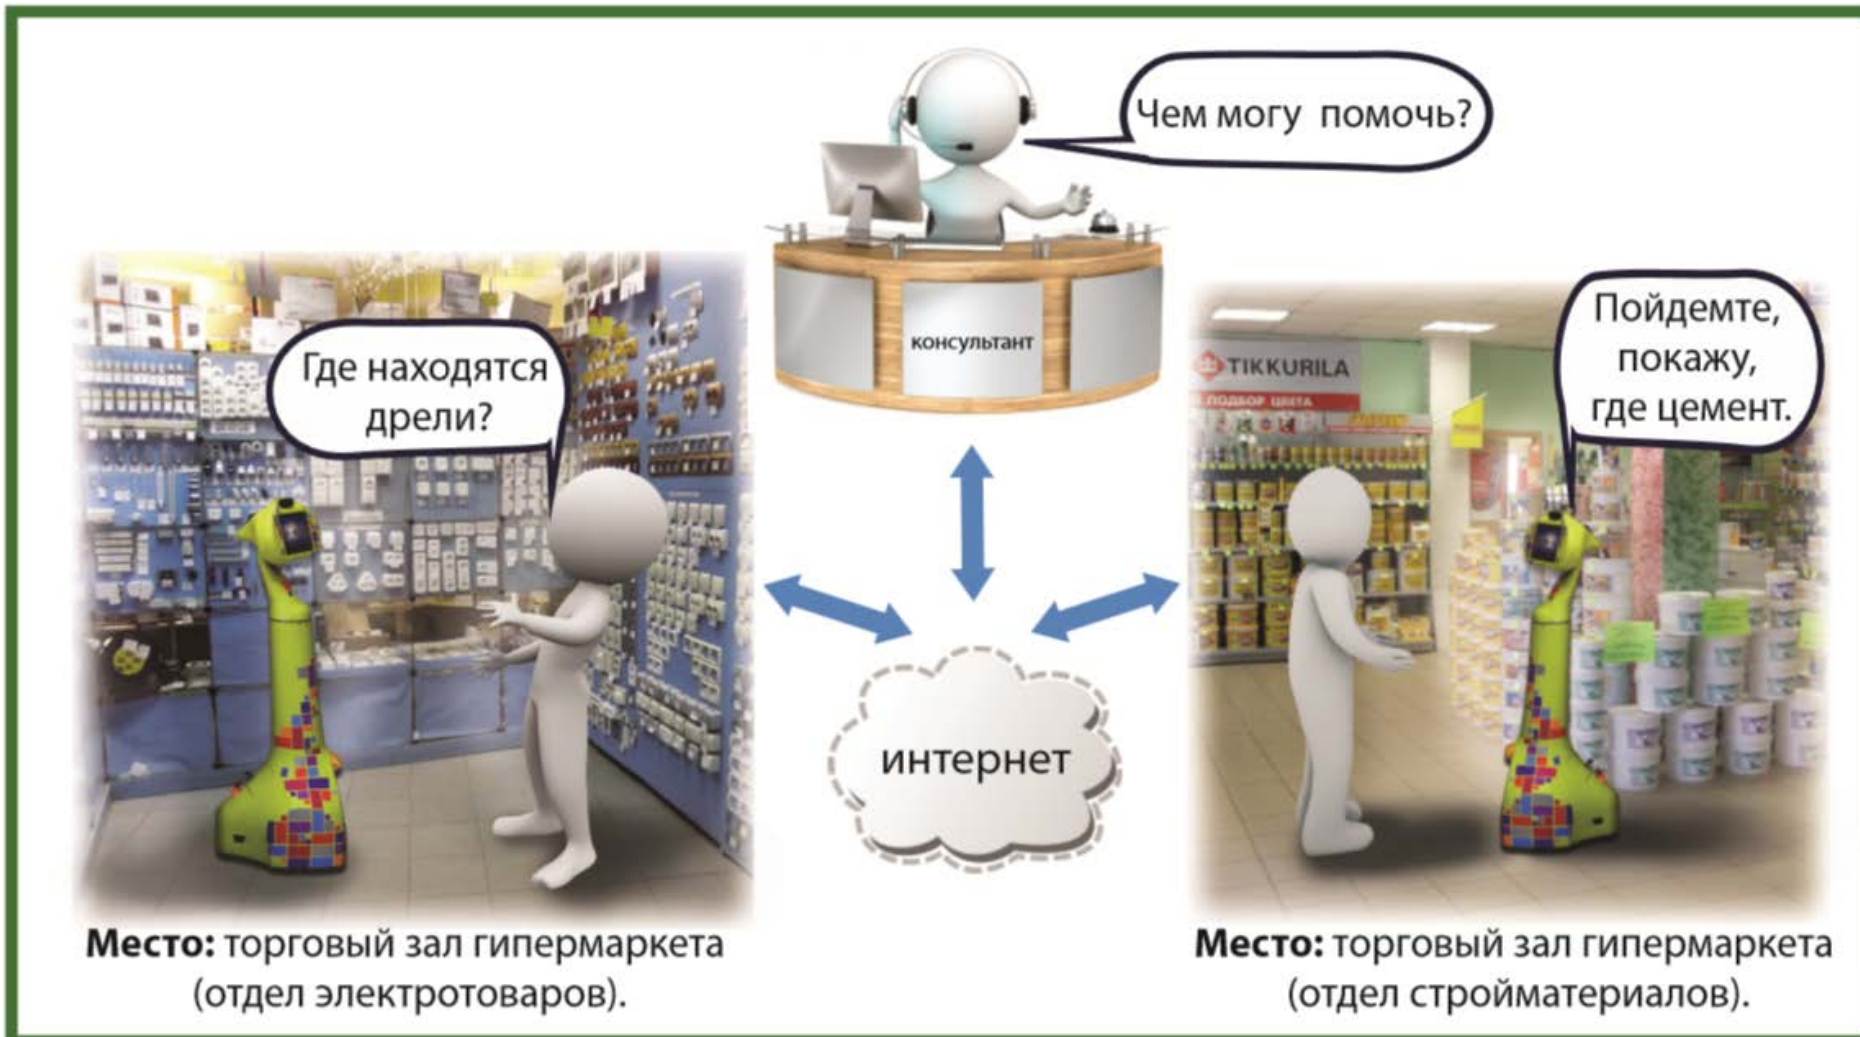 Чем могу помочь?
консультант
Где находятся
дрели?
Пойдемте,
покажу,
где цемент.
TIKKURILA
ПОДБОР ЦВЕТА
интернет
Место: торговый зал гипермаркета
(отдел электротоваров).
Место: торговый зал гипермаркета
(отдел стройматериалов).